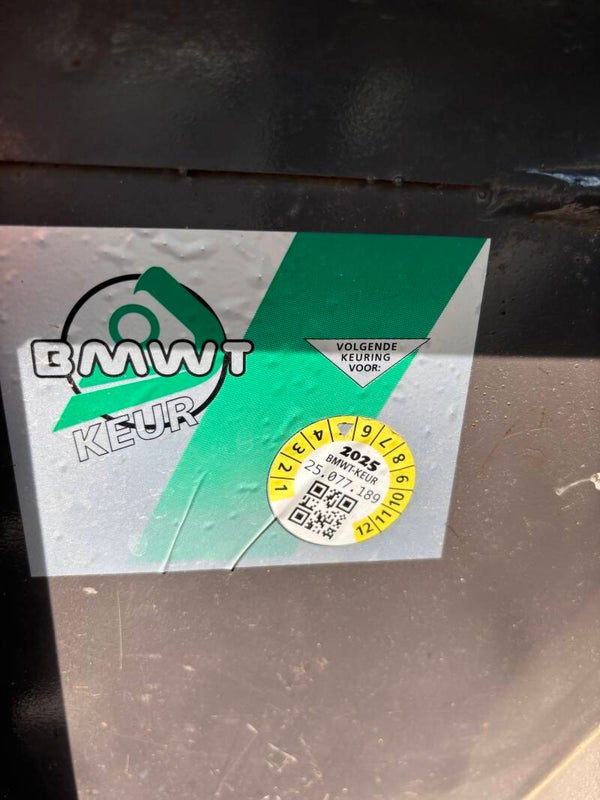 BMWT
KEUR
VOLGENDE
KEURING
VOOR:
1 2 3 4 6 7 8 9 10 11 12
2025
BMWT-KEUR
25.077.189